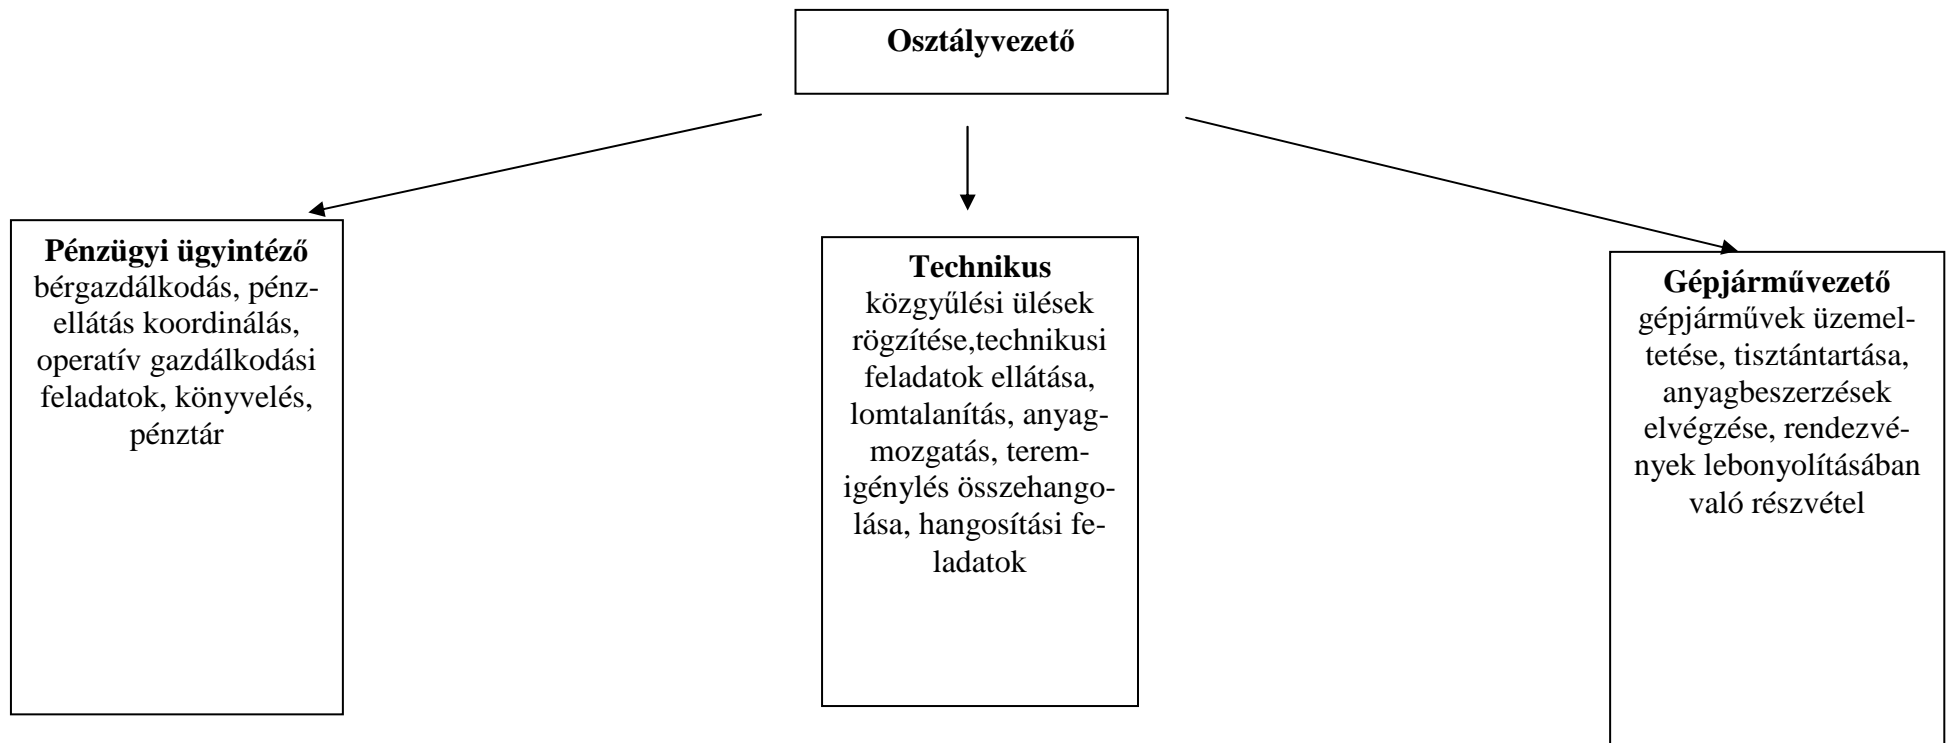 Osztályvezető
Pénzügyi ügyintéző
bérgazdálkodás, pénz-
ellátás koordinálás,
operatív gazdálkodási
feladatok, könyvelés,
pénztár
Technikus
közgyűlési ülések
rögzítése,technikusi
feladatok ellátása,
lomtalanítás, anyag-
mozgatás, terem-
igénylés összehango-
lása, hangosítási fe-
ladatok
Gépjárművezető
gépjárművek üzemel-
tetése, tisztántartása,
anyagbeszerzések
elvégzése, rendezvé-
nyek lebonyolításában
való részvétel